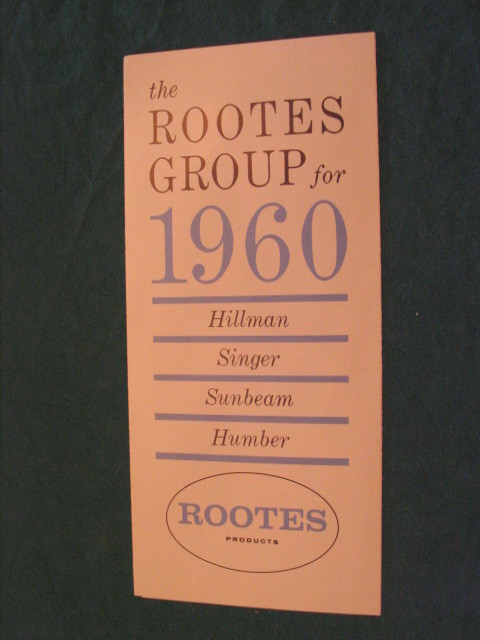 the
ROOTES
GROUP for
1960
Hillman
Singer
Sunbeam
Humber
ROOTES
PRODUCTS